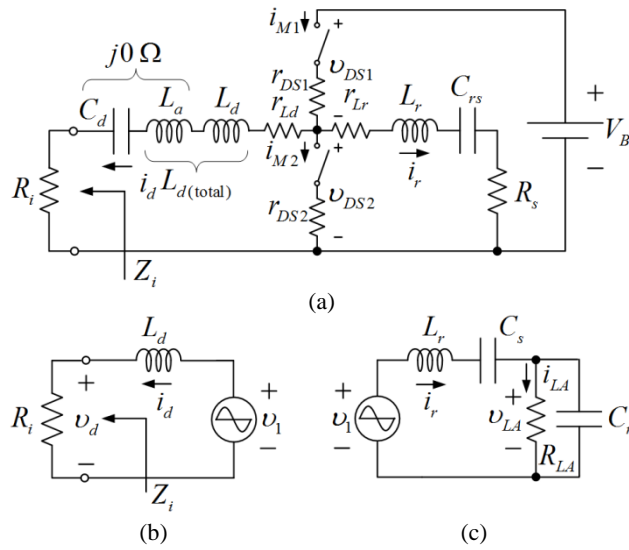 j0 Ω
C_d L_a L_d r_Ld
i_M1 + υ_DS1 −
r_DS1
r_Lr L_r C_rs
+ V_B −
R_i i_d L_d(total) i_M2 + υ_DS2 −
r_DS2
i_r R_s
Z_i
(a)
L_d
i_d
R_i + υ_d − + υ_1 −
Z_i
(b)
L_r C_s
i_r i_LA
+ υ_1 − + υ_LA − R_LA
(c)